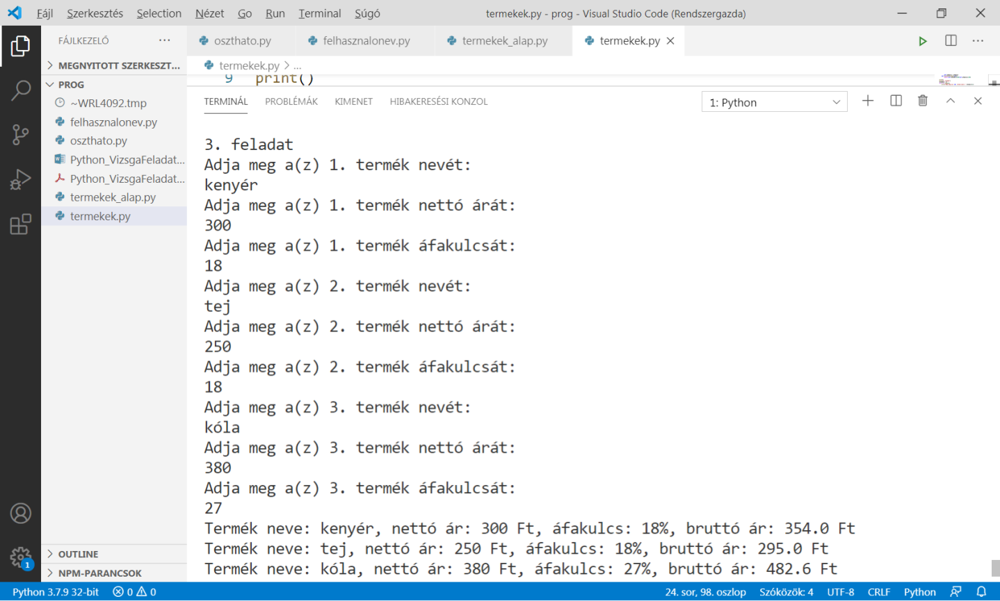 Fájl Szerkesztés Selection Nézet Go Run Terminal Súgó termekek.py - prog - Visual Studio Code (Rendszergazda)
FÁJLKEZELŐ ...
oszthato.py felhasznalonev.py termekek_alap.py termekek.py
MEGNYITOTT SZERKESZT...
termekek.py > ...
PROG
~WRL4092.tmp
felhasznalonev.py
oszthato.py
Python_VizsgaFeladat...
Python_VizsgaFeladat...
termekek_alap.py
termekek.py
OUTLINE
NPM-PARANCSOK
9 print()
TERMINÁL PROBLÉMÁK KIMENET HIBAKERESÉSI KONZOL 1: Python
3. feladat
Adja meg a(z) 1. termék nevét:
kenyér
Adja meg a(z) 1. termék nettó árát:
300
Adja meg a(z) 1. termék áfakulcsát:
18
Adja meg a(z) 2. termék nevét:
tej
Adja meg a(z) 2. termék nettó árát:
250
Adja meg a(z) 2. termék áfakulcsát:
18
Adja meg a(z) 3. termék nevét:
kóla
Adja meg a(z) 3. termék nettó árát:
380
Adja meg a(z) 3. termék áfakulcsát:
27
Termék neve: kenyér, nettó ár: 300 Ft, áfakulcs: 18%, bruttó ár: 354.0 Ft
Termék neve: tej, nettó ár: 250 Ft, áfakulcs: 18%, bruttó ár: 295.0 Ft
Termék neve: kóla, nettó ár: 380 Ft, áfakulcs: 27%, bruttó ár: 482.6 Ft
1
Python 3.7.9 32-bit 0 0 24. sor, 98. oszlop Szóközök: 4 UTF-8 CRLF Python